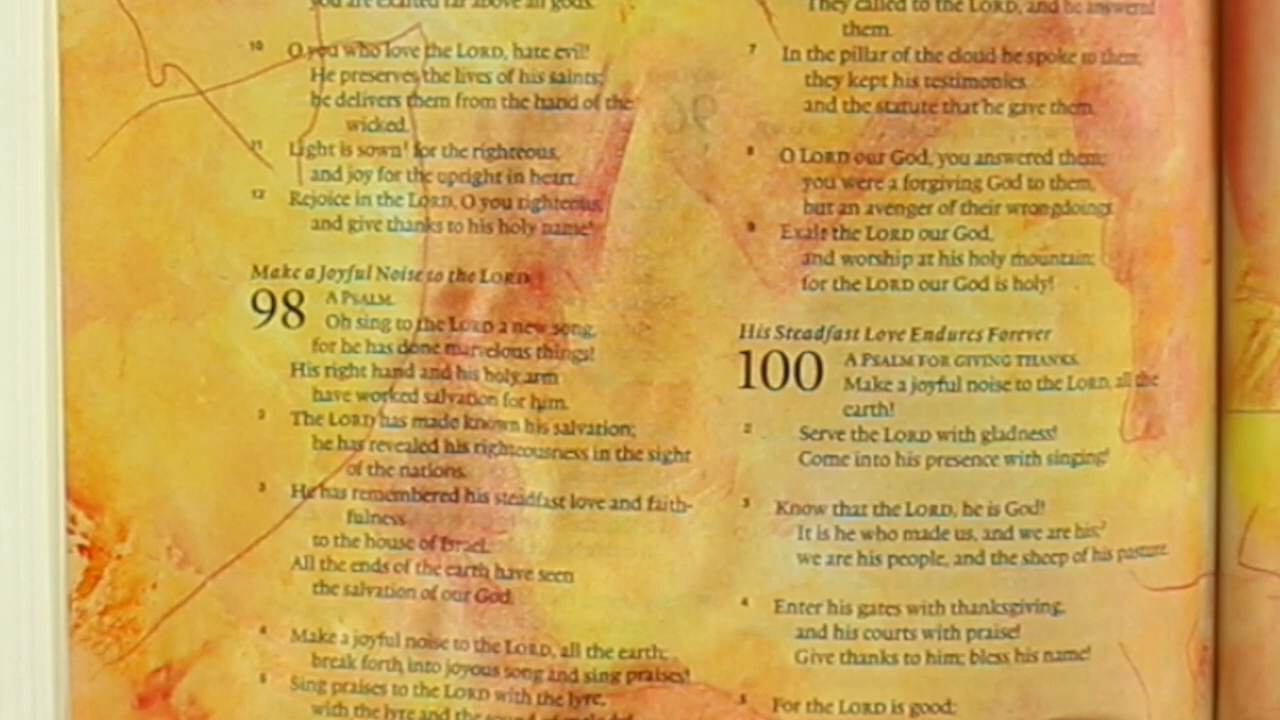 you are exalted far above all gods.
10 O you who love the LORD, hate evil!
He preserves the lives of his saints;
he delivers them from the hand of the
wicked.
11 Light is sown¹ for the righteous,
and joy for the upright in heart.
12 Rejoice in the LORD, O you righteous,
and give thanks to his holy name!
Make a Joyful Noise to the LORD
98 A PSALM.
Oh sing to the LORD a new song,
for he has done marvelous things!
His right hand and his holy arm
have worked salvation for him.
2 The LORD has made known his salvation;
he has revealed his righteousness in the sight
of the nations.
3 He has remembered his steadfast love and faith-
fulness
to the house of Israel.
All the ends of the earth have seen
the salvation of our God.
4 Make a joyful noise to the LORD, all the earth;
break forth into joyous song and sing praises!
5 Sing praises to the LORD with the lyre,
with the lyre and the sound of melody!
They called to the LORD, and he answered
them.
7 In the pillar of the cloud he spoke to them;
they kept his testimonies
and the statute that he gave them.
8 O LORD our God, you answered them;
you were a forgiving God to them,
but an avenger of their wrongdoings.
9 Exalt the LORD our God,
and worship at his holy mountain;
for the LORD our God is holy!
His Steadfast Love Endures Forever
100 A PSALM FOR GIVING THANKS.
Make a joyful noise to the LORD, all the
earth!
2 Serve the LORD with gladness!
Come into his presence with singing!
3 Know that the LORD, he is God!
It is he who made us, and we are his;²
we are his people, and the sheep of his pasture.
4 Enter his gates with thanksgiving,
and his courts with praise!
Give thanks to him; bless his name!
5 For the LORD is good;